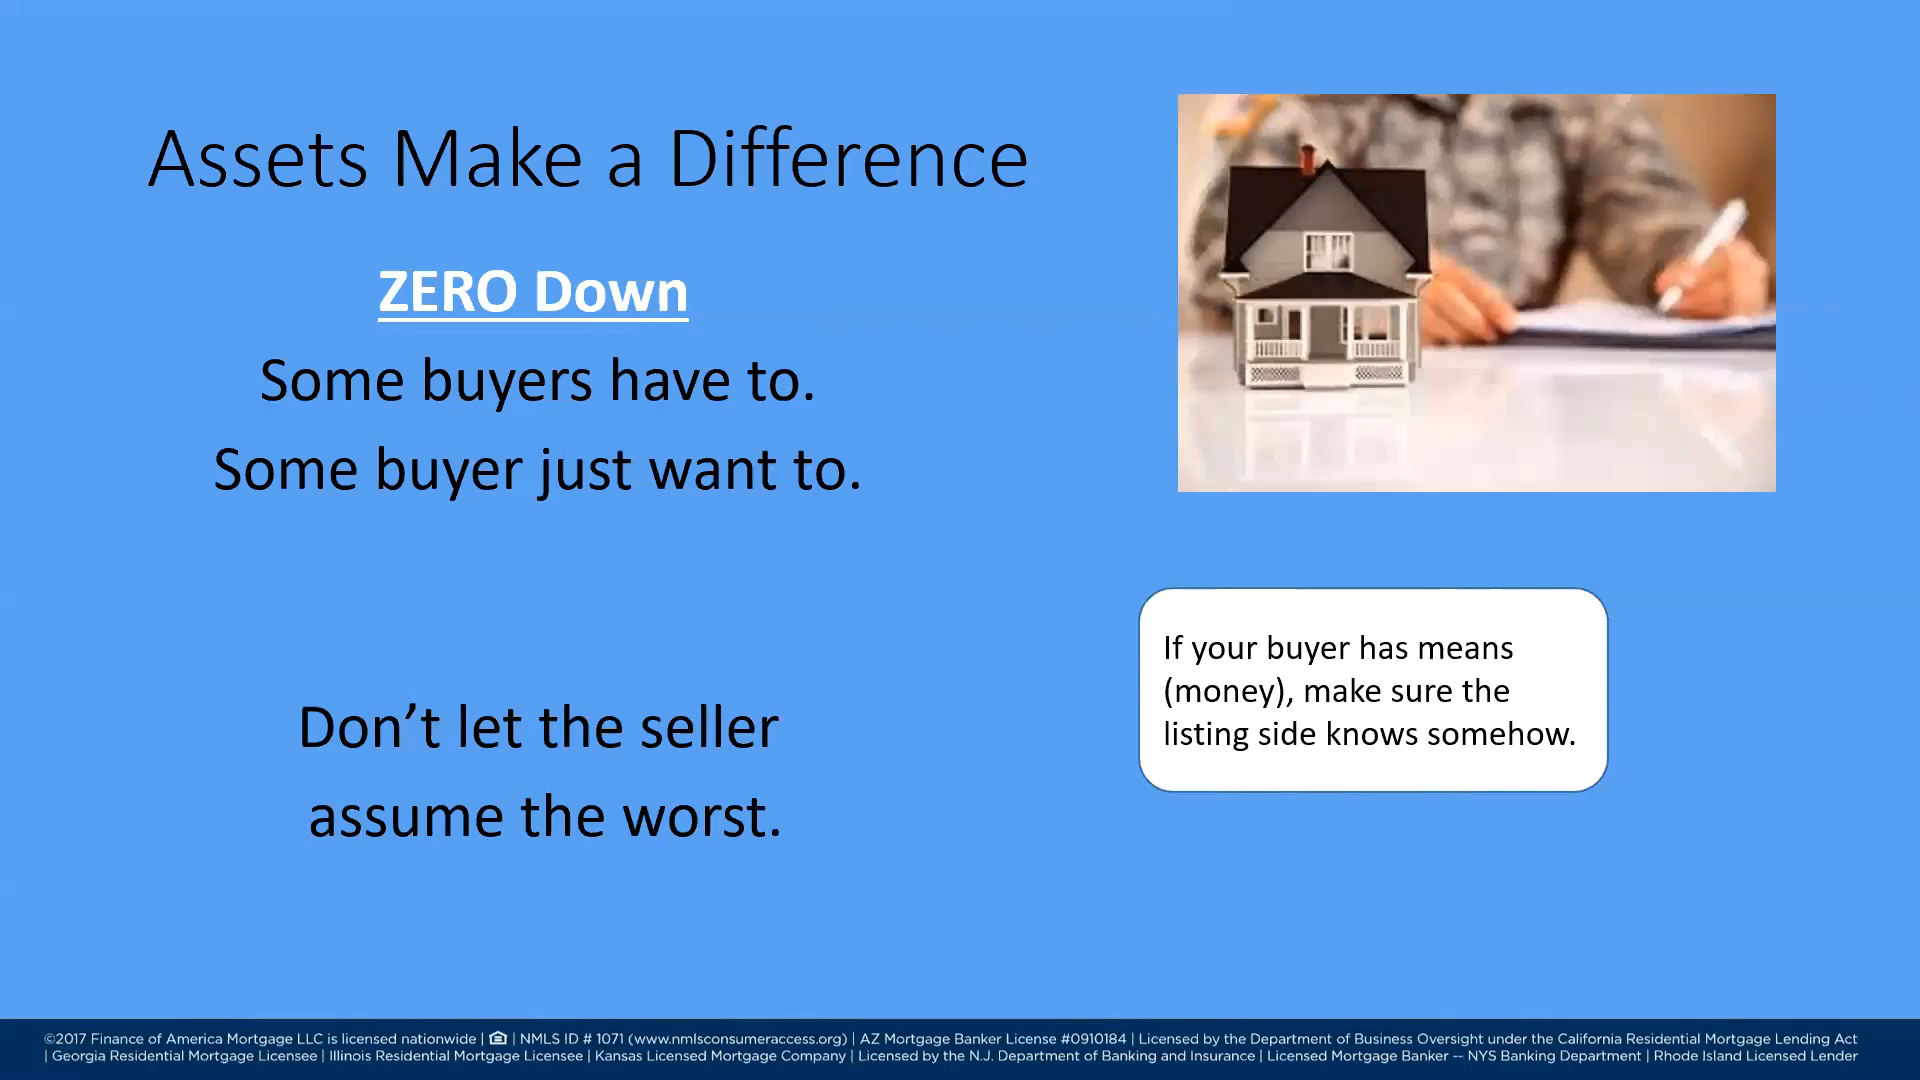 Assets Make a Difference
ZERO Down
Some buyers have to.
Some buyer just want to.
Don’t let the seller
assume the worst.
If your buyer has means
(money), make sure the
listing side knows somehow.
©2017 Finance of America Mortgage LLC is licensed nationwide | | NMLS ID # 1071 (www.nmlsconsumeraccess.org) | AZ Mortgage Banker License #0910184 | Licensed by the Department of Business Oversight under the California Residential Mortgage Lending Act
| Georgia Residential Mortgage Licensee | Illinois Residential Mortgage Licensee | Kansas Licensed Mortgage Company | Licensed by the N.J. Department of Banking and Insurance | Licensed Mortgage Banker -- NYS Banking Department | Rhode Island Licensed Lender